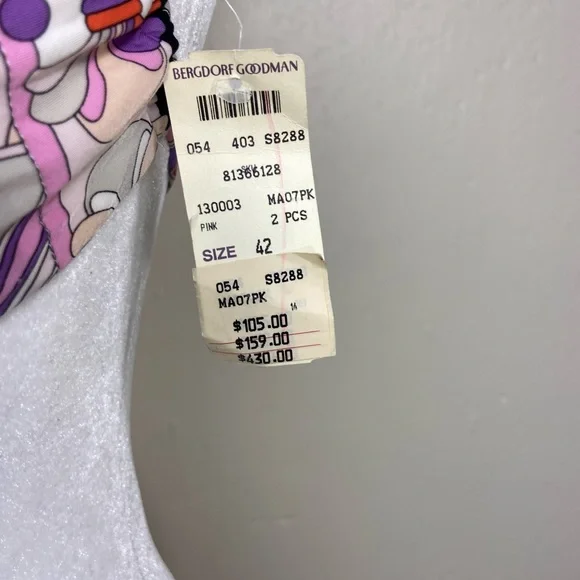 BERGDORF GOODMAN
054 403 S8288
SKU
81366128
130003 MA07PK
PINK 2 PCS
SIZE 42
054 S8288
MA07PK
14
$105.00
$159.00
$430.00